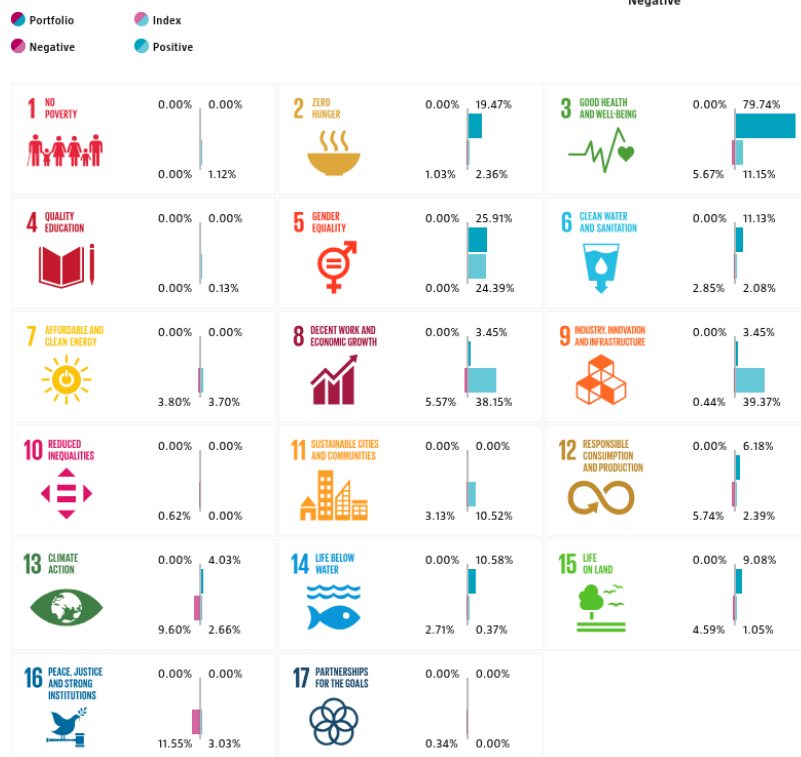 Negative
Portfolio Index
Negative Positive
1 NO POVERTY
0.00% 0.00%
0.00% 1.12%
2 ZERO HUNGER
0.00% 19.47%
1.03% 2.36%
3 GOOD HEALTH AND WELL-BEING
0.00% 79.74%
5.67% 11.15%
4 QUALITY EDUCATION
0.00% 0.00%
0.00% 0.13%
5 GENDER EQUALITY
0.00% 25.91%
0.00% 24.39%
6 CLEAN WATER AND SANITATION
0.00% 11.13%
2.85% 2.08%
7 AFFORDABLE AND CLEAN ENERGY
0.00% 0.00%
3.80% 3.70%
8 DECENT WORK AND ECONOMIC GROWTH
0.00% 3.45%
5.57% 38.15%
9 INDUSTRY, INNOVATION AND INFRASTRUCTURE
0.00% 3.45%
0.44% 39.37%
10 REDUCED INEQUALITIES
0.00% 0.00%
0.62% 0.00%
11 SUSTAINABLE CITIES AND COMMUNITIES
0.00% 0.00%
3.13% 10.52%
12 RESPONSIBLE CONSUMPTION AND PRODUCTION
0.00% 6.18%
5.74% 2.39%
13 CLIMATE ACTION
0.00% 4.03%
9.60% 2.66%
14 LIFE BELOW WATER
0.00% 10.58%
2.71% 0.37%
15 LIFE ON LAND
0.00% 9.08%
4.59% 1.05%
16 PEACE, JUSTICE AND STRONG INSTITUTIONS
0.00% 0.00%
11.55% 3.03%
17 PARTNERSHIPS FOR THE GOALS
0.00% 0.00%
0.34% 0.00%